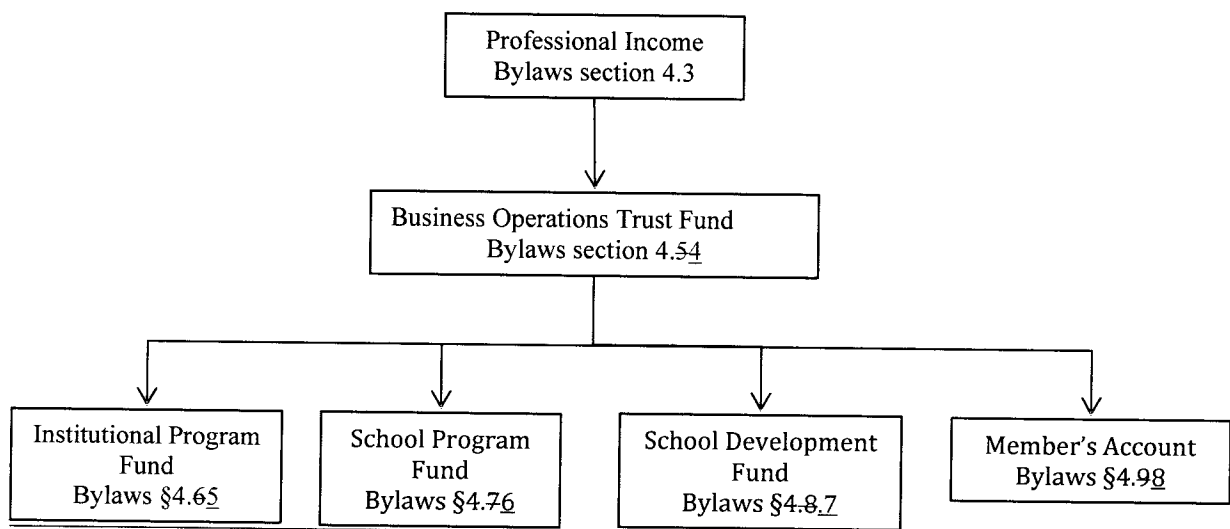 Professional Income
Bylaws section 4.3
Business Operations Trust Fund
Bylaws section 4.54
Institutional Program
Fund
Bylaws §4.65
School Program
Fund
Bylaws §4.76
School Development
Fund
Bylaws §4.8.7
Member's Account
Bylaws §4.98